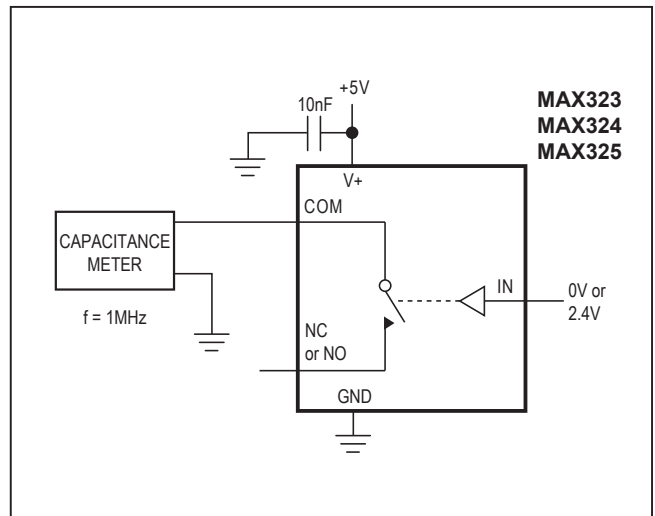 +5V
10nF
MAX323
MAX324
MAX325
V+
COM
CAPACITANCE
METER
IN
0V or
2.4V
f = 1MHz
NC
or NO
GND